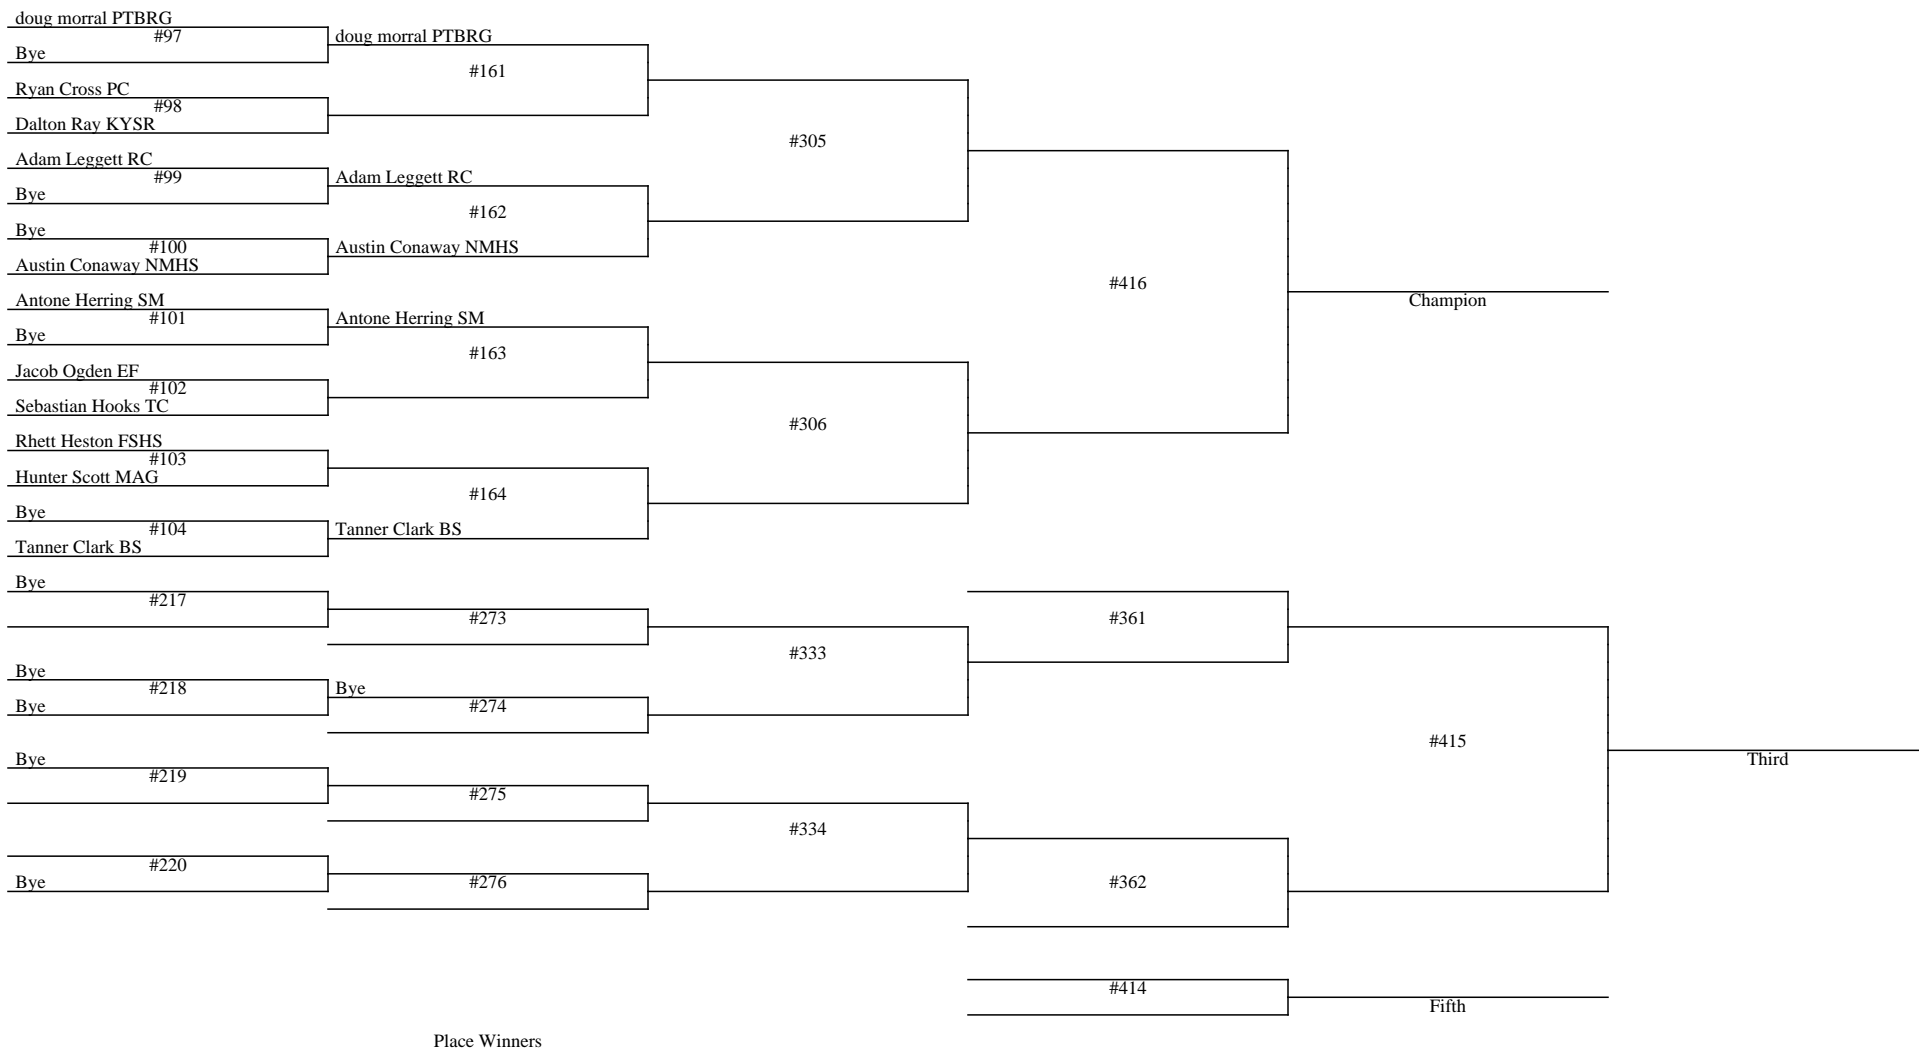 doug morral PTBRG
#97
Bye
doug morral PTBRG
#161
Ryan Cross PC
#98
Dalton Ray KYSR
#305
Adam Leggett RC
#99
Bye
Adam Leggett RC
#162
Bye
#100
Austin Conaway NMHS
Austin Conaway NMHS
#416
Champion
Antone Herring SM
#101
Bye
Antone Herring SM
#163
Jacob Ogden EF
#102
Sebastian Hooks TC
#306
Rhett Heston FSHS
#103
Hunter Scott MAG
#164
Bye
#104
Tanner Clark BS
Tanner Clark BS
Bye
#217
#273
#361
#333
Bye
#218
Bye
Bye
#274
#415
Third
Bye
#219
#275
#334
#220
Bye
#276
#362
#414
Fifth
Place Winners